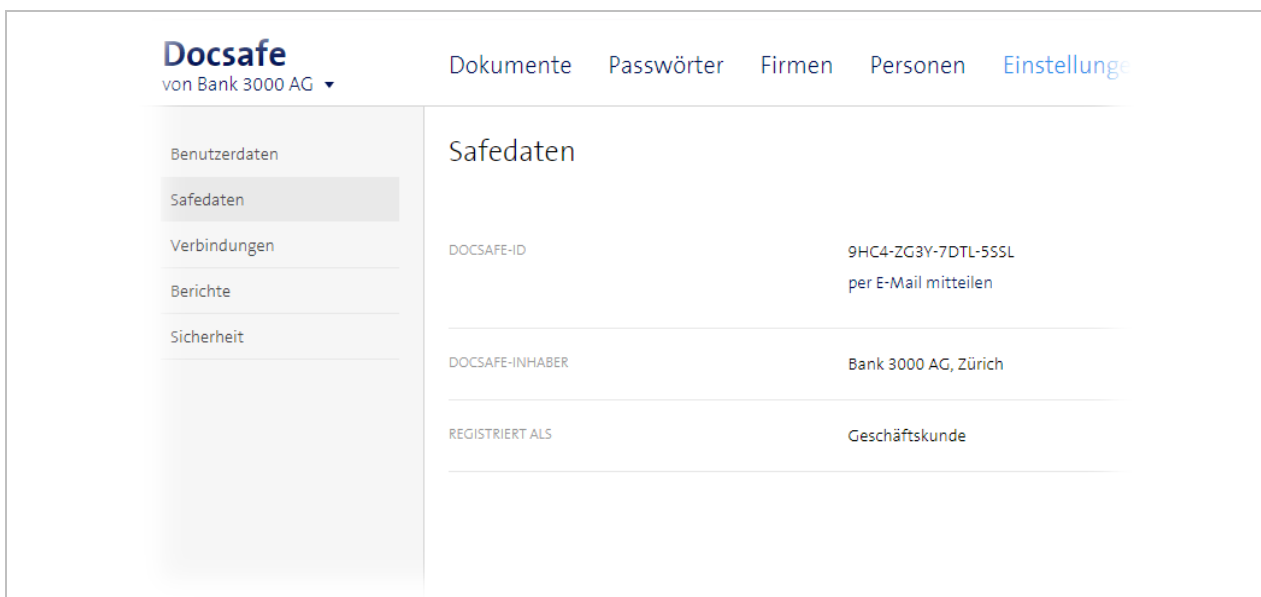 Docsafe
von Bank 3000 AG
Dokumente Passwörter Firmen Personen Einstellunge
Benutzerdaten
Safedaten
Verbindungen
Berichte
Sicherheit
Safedaten
DOCSAFE-ID 9HC4-ZG3Y-7DTL-5SSL
per E-Mail mitteilen
DOCSAFE-INHABER Bank 3000 AG, Zürich
REGISTRIERT ALS Geschäftskunde